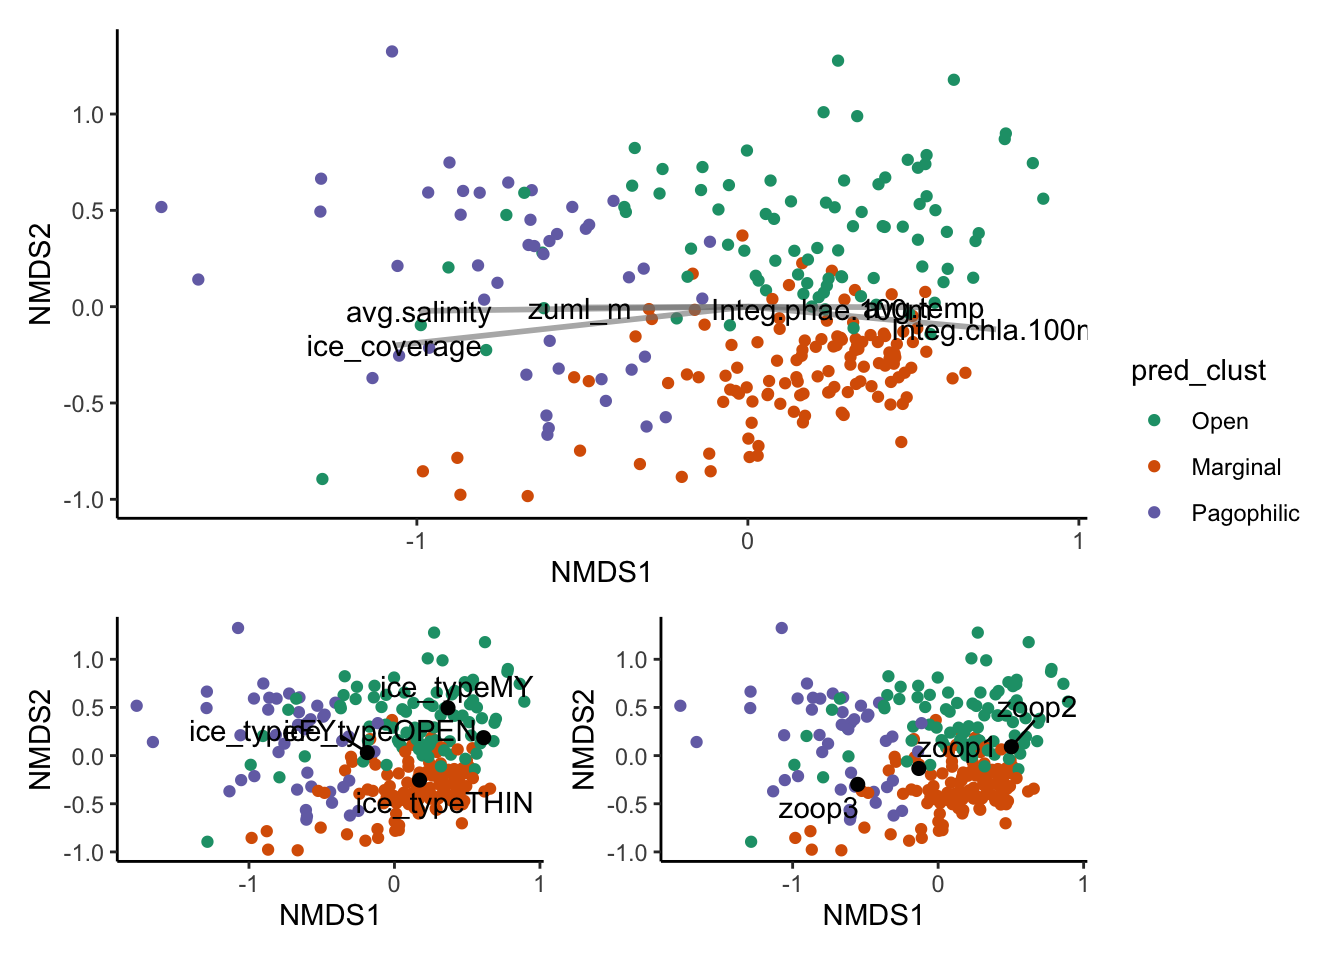 NMDS2
1.0
0.5
0.0
-0.5
-1.0
avg.salinity
zuml_m
Integ.phae.100m
avg.temp
ice_coverage
Integ.chla.100m
-1
0
1
NMDS1
pred_clust
Open
Marginal
Pagophilic
NMDS2
1.0
0.5
0.0
-0.5
-1.0
ice_typeMY
ice_typeFY
ice_typeOPEN
ice_typeTHIN
-1
0
1
NMDS1
NMDS2
1.0
0.5
0.0
-0.5
-1.0
zoop2
zoop1
zoop3
-1
0
1
NMDS1